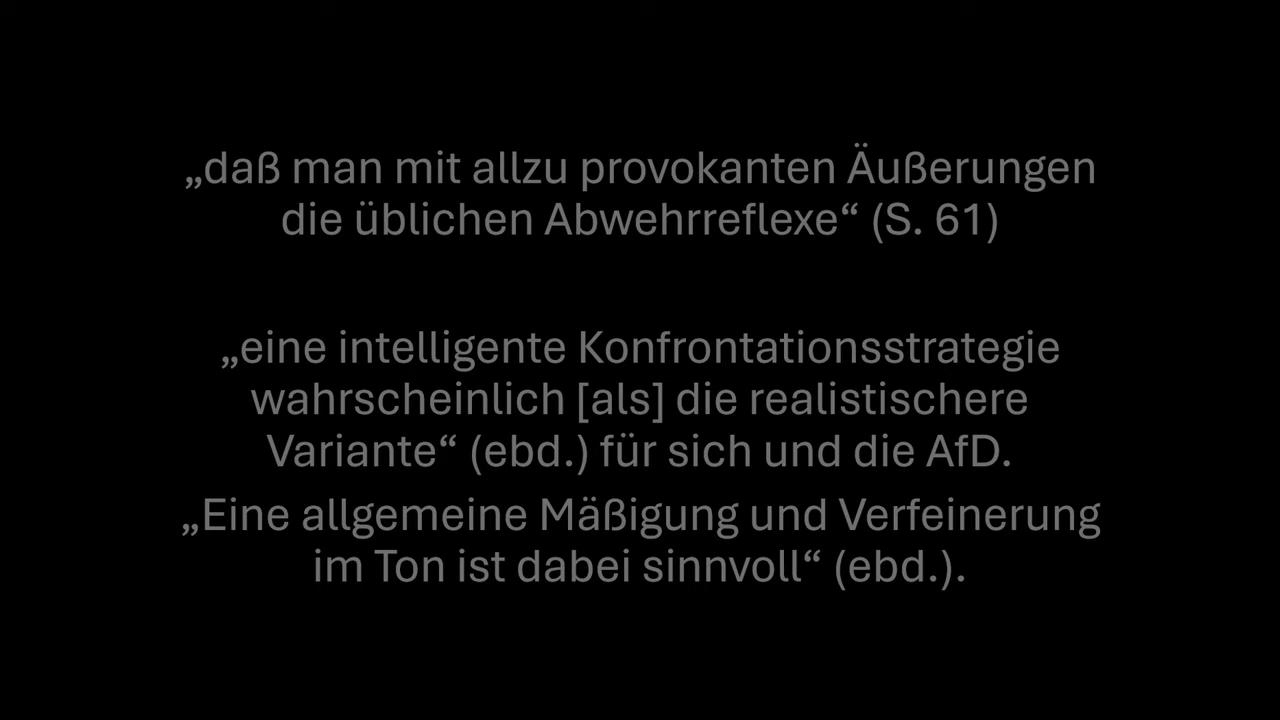 „daß man mit allzu provokanten Äußerungen
die üblichen Abwehrreflexe“ (S. 61)
„eine intelligente Konfrontationsstrategie
wahrscheinlich [als] die realistischere
Variante“ (ebd.) für sich und die AfD.
„Eine allgemeine Mäßigung und Verfeinerung
im Ton ist dabei sinnvoll“ (ebd.).